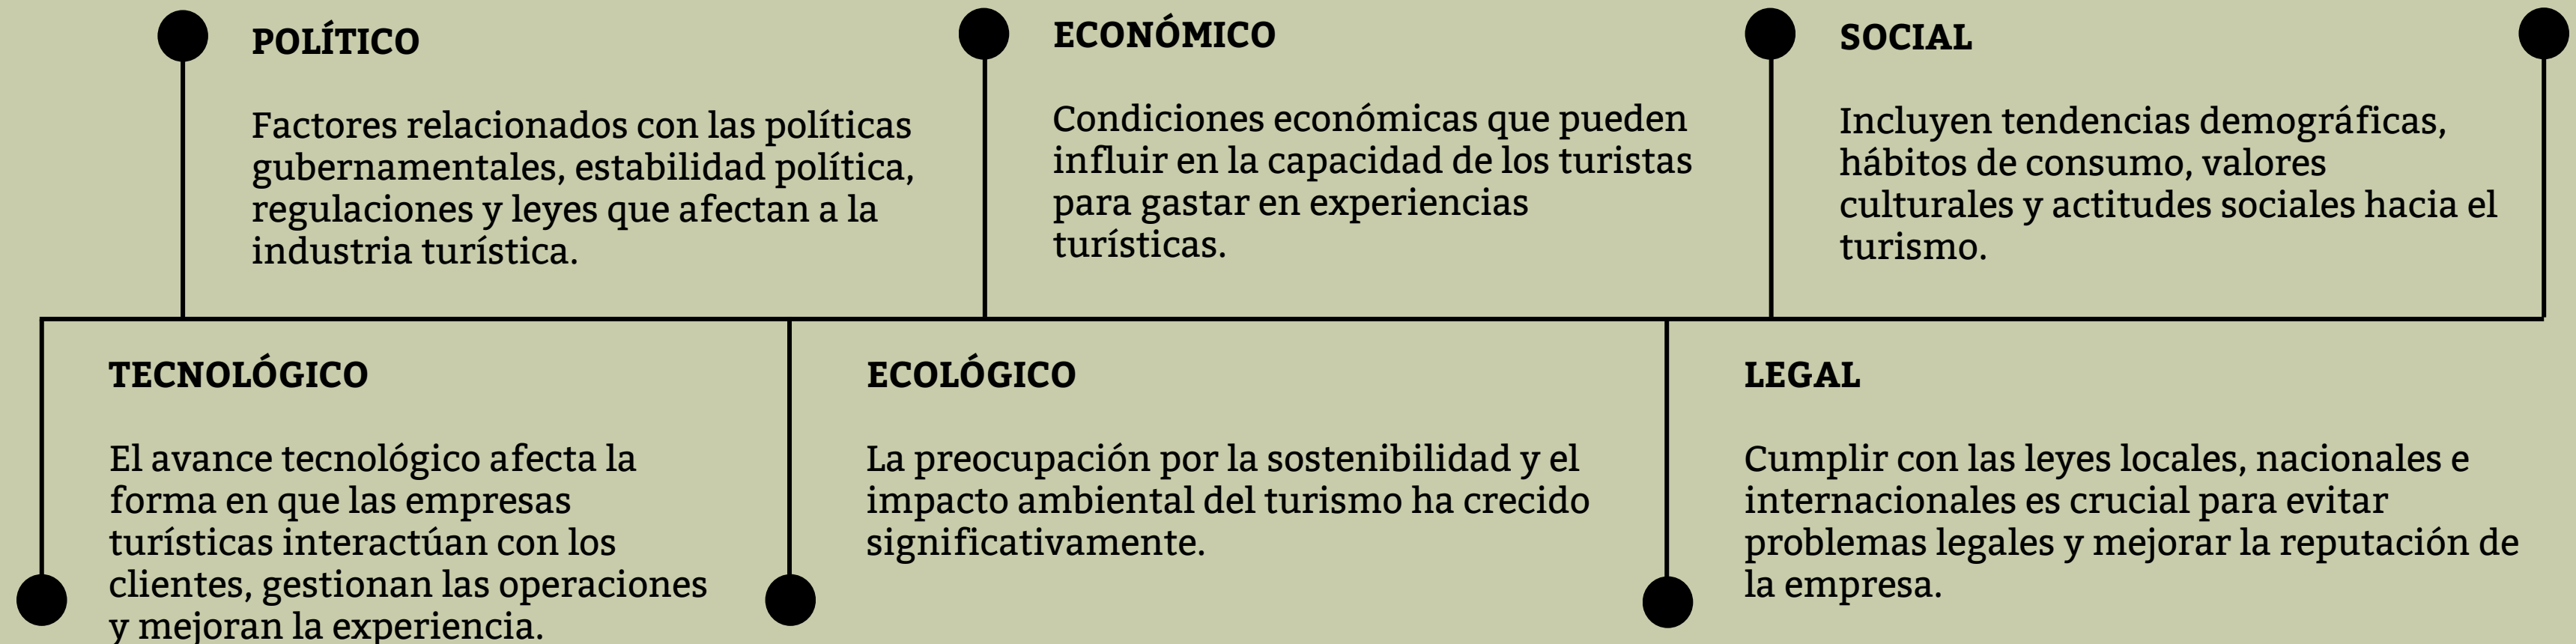 POLÍTICO
Factores relacionados con las políticas
gubernamentales, estabilidad política,
regulaciones y leyes que afectan a la
industria turística.
ECONÓMICO
Condiciones económicas que pueden
influir en la capacidad de los turistas
para gastar en experiencias
turísticas.
SOCIAL
Incluyen tendencias demográficas,
hábitos de consumo, valores
culturales y actitudes sociales hacia el
turismo.
TECNOLÓGICO
El avance tecnológico afecta la
forma en que las empresas
turísticas interactúan con los
clientes, gestionan las operaciones
y mejoran la experiencia.
ECOLÓGICO
La preocupación por la sostenibilidad y el
impacto ambiental del turismo ha crecido
significativamente.
LEGAL
Cumplir con las leyes locales, nacionales e
internacionales es crucial para evitar
problemas legales y mejorar la reputación de
la empresa.